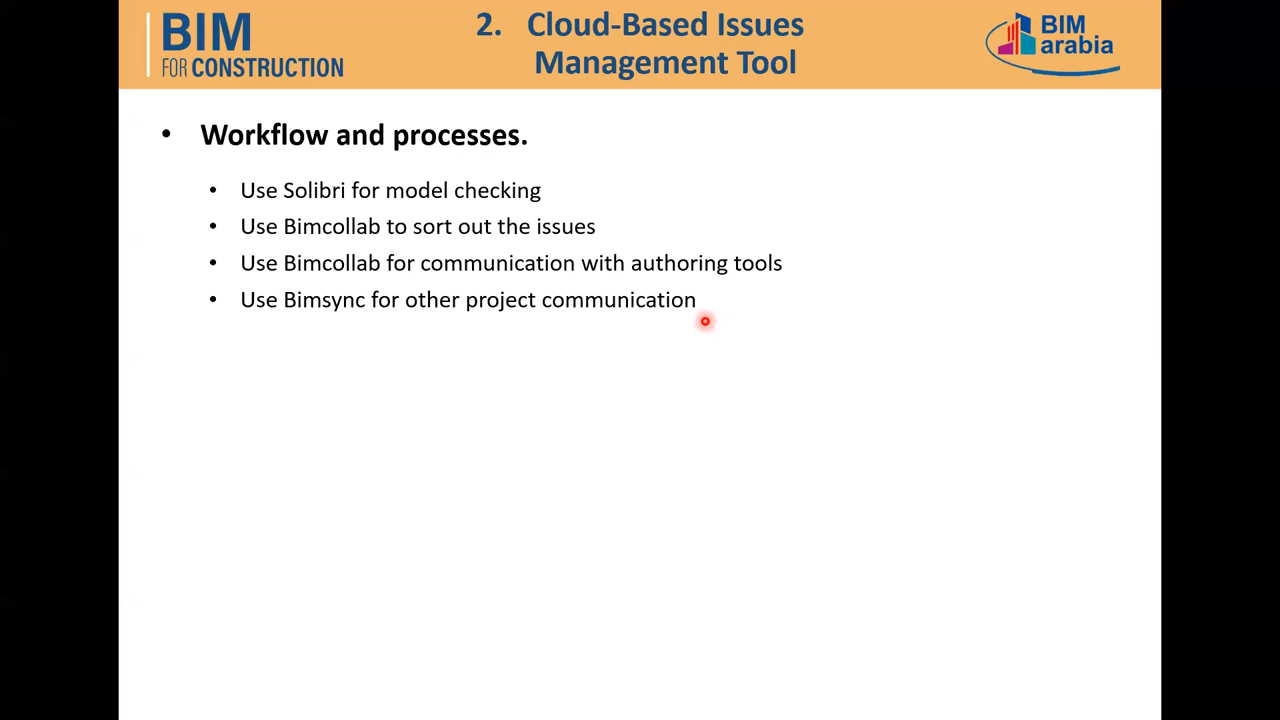 BIM
FOR CONSTRUCTION
2. Cloud-Based Issues
Management Tool
BIM
arabia
• Workflow and processes.
• Use Solibri for model checking
• Use Bimcollab to sort out the issues
• Use Bimcollab for communication with authoring tools
• Use Bimsync for other project communication